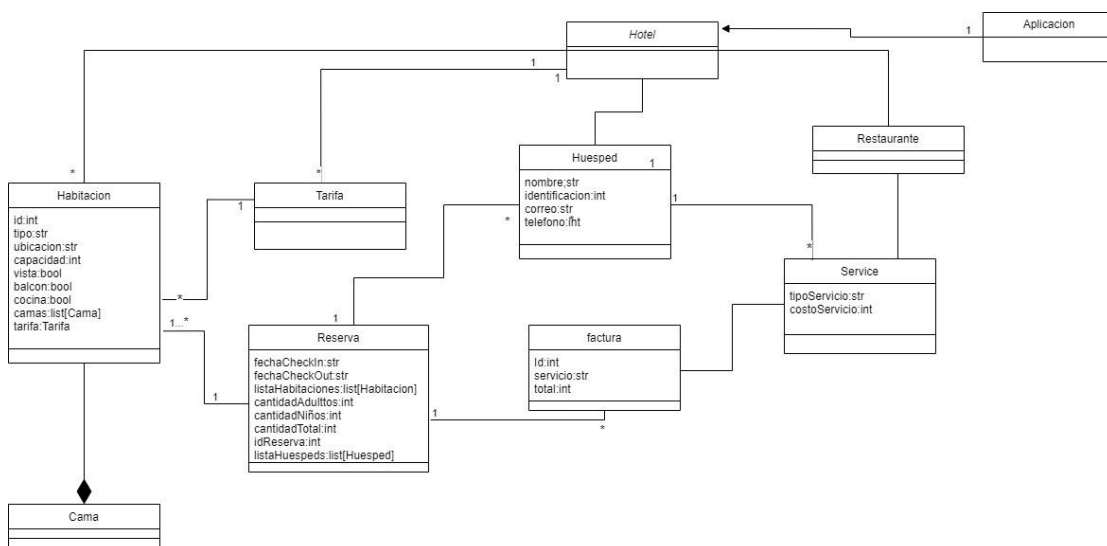 Hotel
Aplicacion
1
1
1
Restaurante
*
*
Habitacion
id:int
tipo:str
ubicacion:str
capacidad:int
vista:bool
balcon:bool
cocina:bool
camas:list[Cama]
tarifa:Tarifa
Tarifa
1
*
1...*
1
Huesped
1
nombre;str
identificacion:int
correo:str
telefono:int
*
*
1
*
Service
tipoServicio:str
costoServicio:int
1
Reserva
fechaCheckIn:str
fechaCheckOut:str
listaHabitaciones:list[Habitacion]
cantidadAdulttos:int
cantidadNiños:int
cantidadTotal:int
idReserva:int
listaHuespeds:list[Huesped]
factura
Id:int
servicio:str
total:int
1
*
Cama